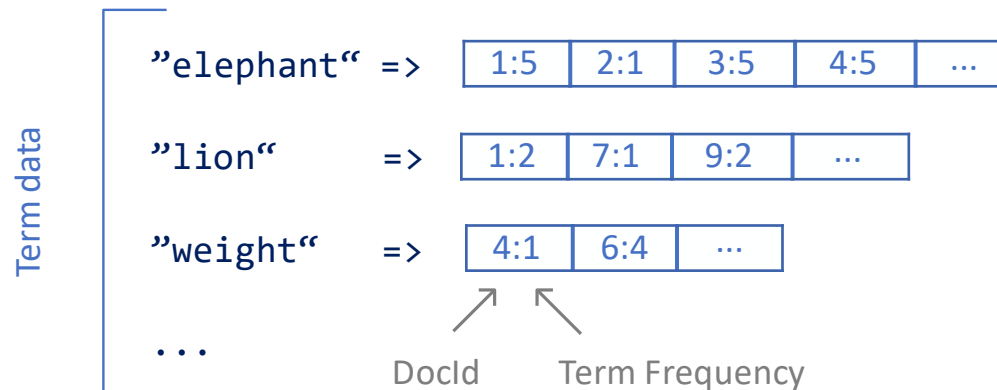 Term data
”elephant“ => 1:5 2:1 3:5 4:5 ...
”lion“ => 1:2 7:1 9:2 ...
”weight“ => 4:1 6:4 ...
...
DocId Term Frequency